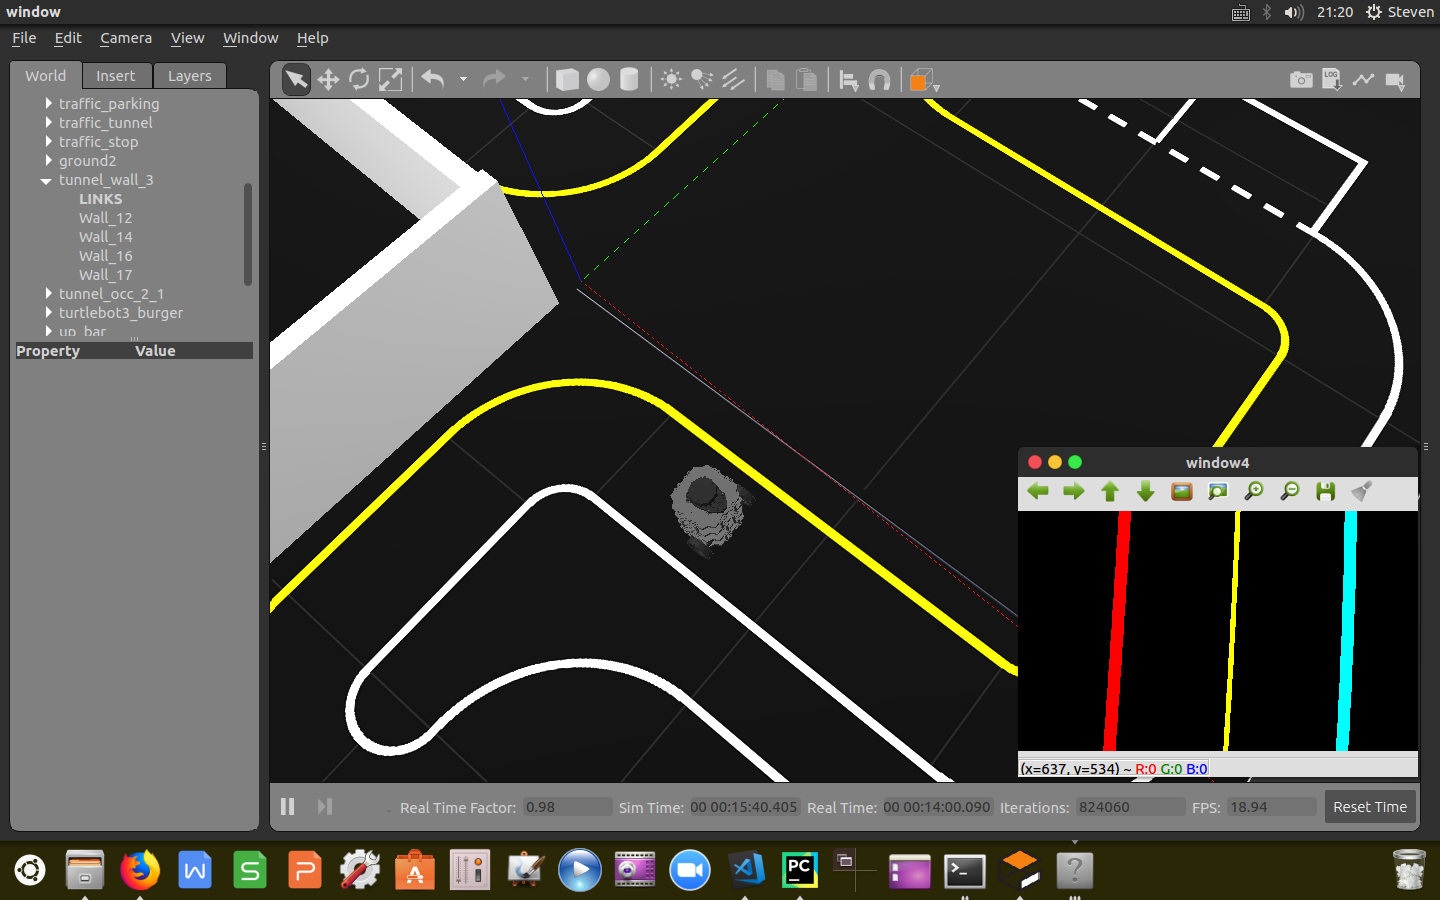 window
21:20 Steven
File Edit Camera View Window Help
World Insert Layers
LOG
traffic_parking
traffic_tunnel
traffic_stop
ground2
tunnel_wall_3
LINKS
Wall_12
Wall_14
Wall_16
Wall_17
tunnel_occ_2_1
turtlebot3_burger
up_bar
Property Value
window4
(x=637, y=534) ~ R:0 G:0 B:0
Real Time Factor: 0.98 Sim Time: 00 00:15:40.405 Real Time: 00 00:14:00.090 Iterations: 824060 FPS: 18.94 Reset Time
W S P A PC ?